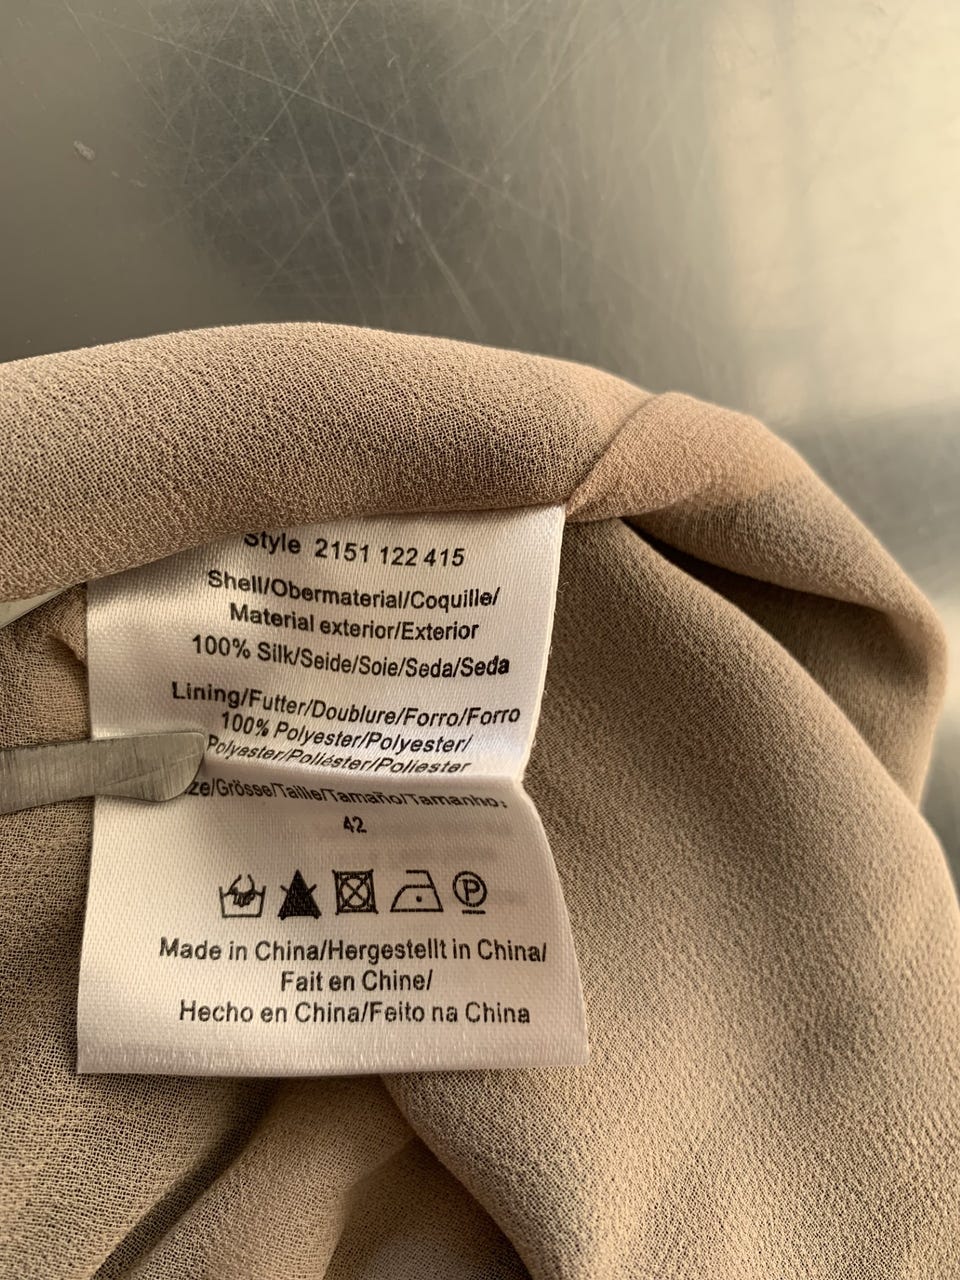 Style 2151 122 415
Shell/Obermaterial/Coquille/
Material exterior/Exterior
100% Silk/Seide/Soie/Seda/Seda
Lining/Futter/Doublure/Forro/Forro
100% Polyester/Polyester/
Polyester/Poliéster/Poliester
ze/Grösse/Taille/Tamaño/Tamanho:
42
P
Made in China/Hergestellt in China/
Fait en Chine/
Hecho en China/Feito na China